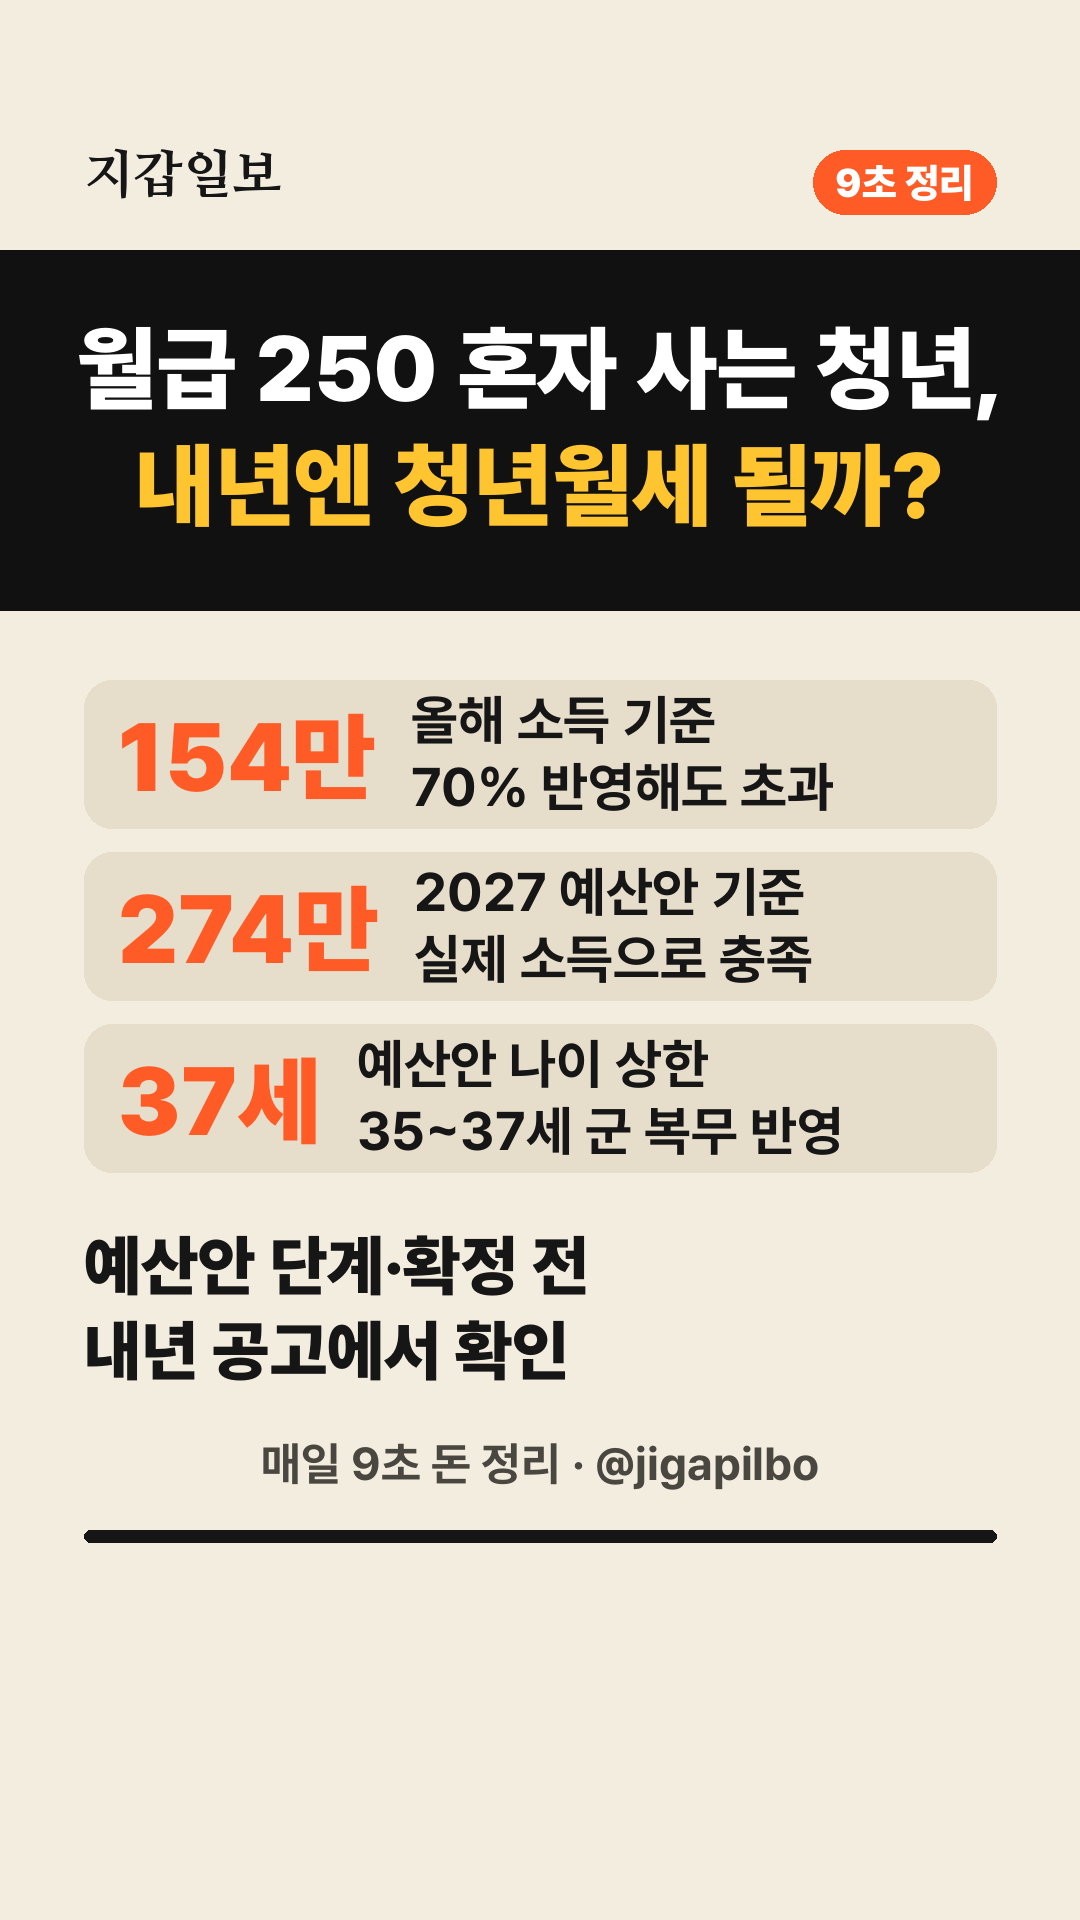 지갑일보
9초 정리
월급 250 혼자 사는 청년,
내년엔 청년월세 될까?
154만
올해 소득 기준
70% 반영해도 초과
274만
2027 예산안 기준
실제 소득으로 충족
37세
예산안 나이 상한
35~37세 군 복무 반영
예산안 단계·확정 전
내년 공고에서 확인
매일 9초 돈 정리 · @jigapilbo